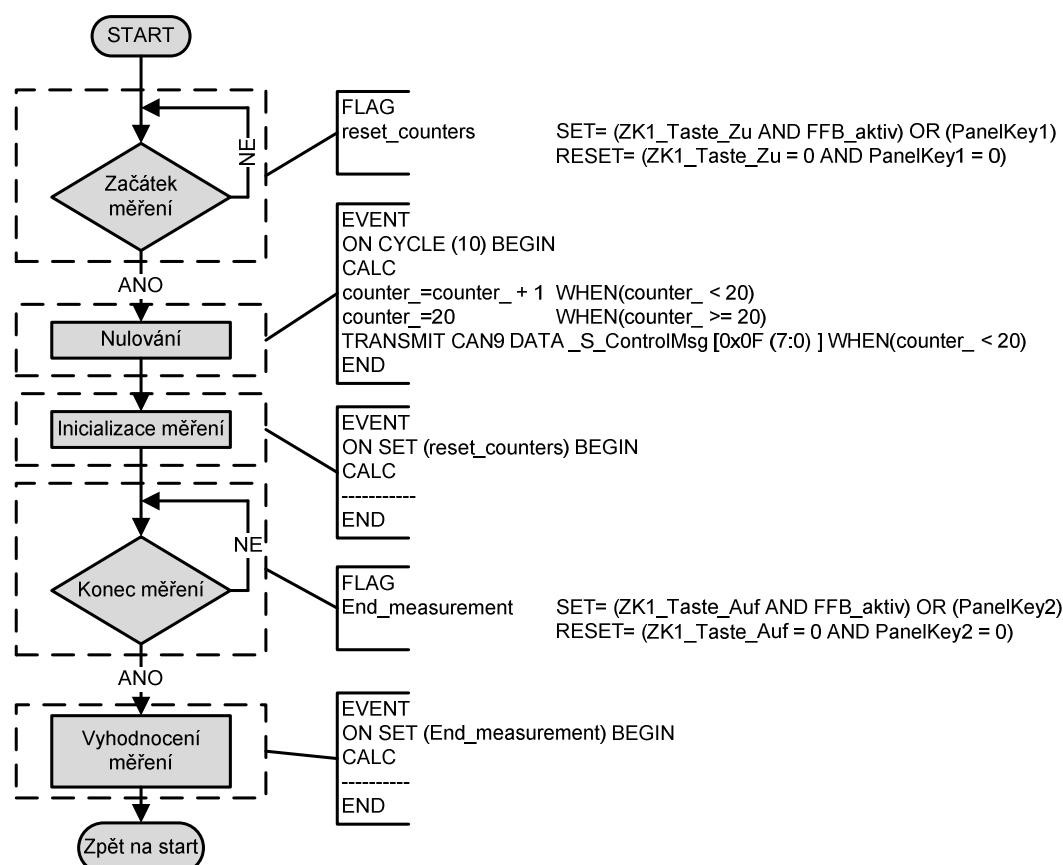 START
FLAG
reset_counters SET= (ZK1_Taste_Zu AND FFB_aktiv) OR (PanelKey1)
RESET= (ZK1_Taste_Zu = 0 AND PanelKey1 = 0)
NE
Začátek
měření
ANO
EVENT
ON CYCLE (10) BEGIN
CALC
counter_=counter_ + 1 WHEN(counter_ < 20)
counter_=20 WHEN(counter_ >= 20)
TRANSMIT CAN9 DATA _S_ControlMsg [0x0F (7:0) ] WHEN(counter_ < 20)
END
Nulování
Inicializace měření
EVENT
ON SET (reset_counters) BEGIN
CALC
-----------
END
NE
Konec měření
ANO
FLAG
End_measurement SET= (ZK1_Taste_Auf AND FFB_aktiv) OR (PanelKey2)
RESET= (ZK1_Taste_Auf = 0 AND PanelKey2 = 0)
Vyhodnocení
měření
EVENT
ON SET (End_measurement) BEGIN
CALC
----------
END
Zpět na start